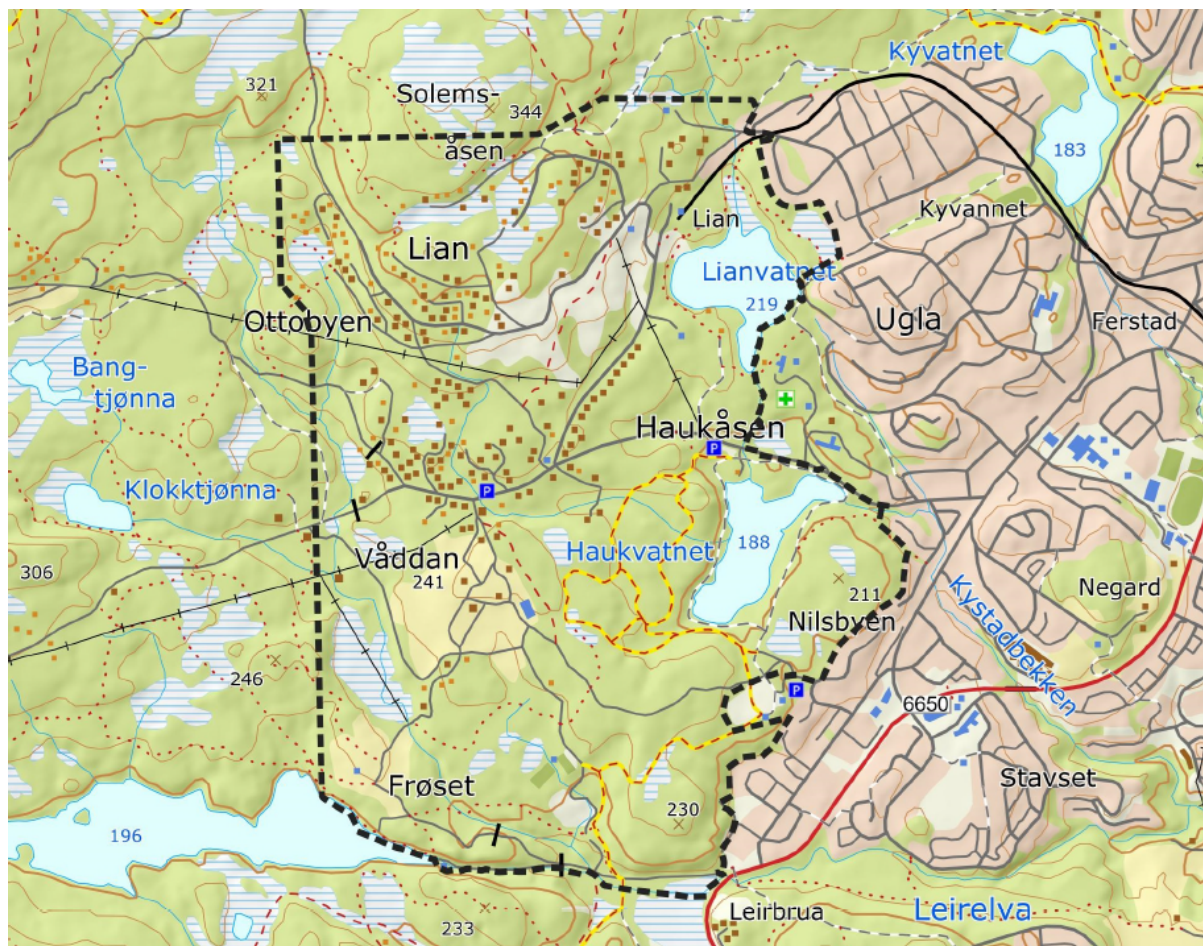 Kyvatnet
321
Solems-
344
åsen
183
Kyvannet
Lian
Lian
Lianvatnet
219
Ugla
Ferstad
Ottobyen
Bang-
tjønna
Haukåsen
P
Klokktjønna
P
Haukvatnet
188
Våddan
241
306
211
Negard
Nilsbyen
Kystadbekken
246
P
6650
Frøset
Stavset
230
196
Leirbrua
Leirelva
233